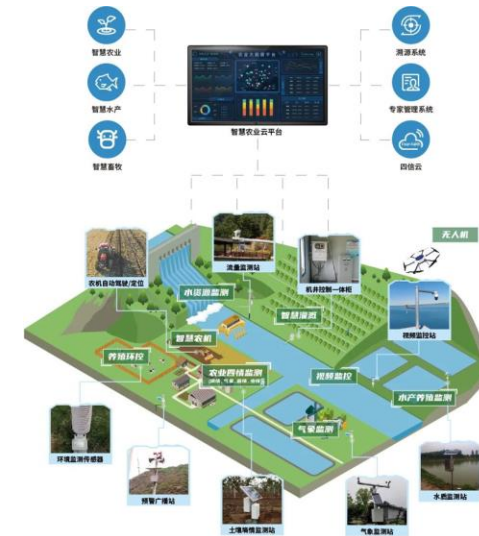 智慧农业
溯源系统
智慧水产
专家管理系统
智慧农业云平台
智慧畜牧
四信云
无人机
流量监测站
农机自动驾驶/定位
机井控制一体柜
水资源监测
智慧灌溉
视频监控站
智慧农机
养殖环控
农业四情监测
视频监控
水产养殖监测
气象监测
环境监测传感器
预警广播站
土壤墒情监测站
气象监测站
水质监测站